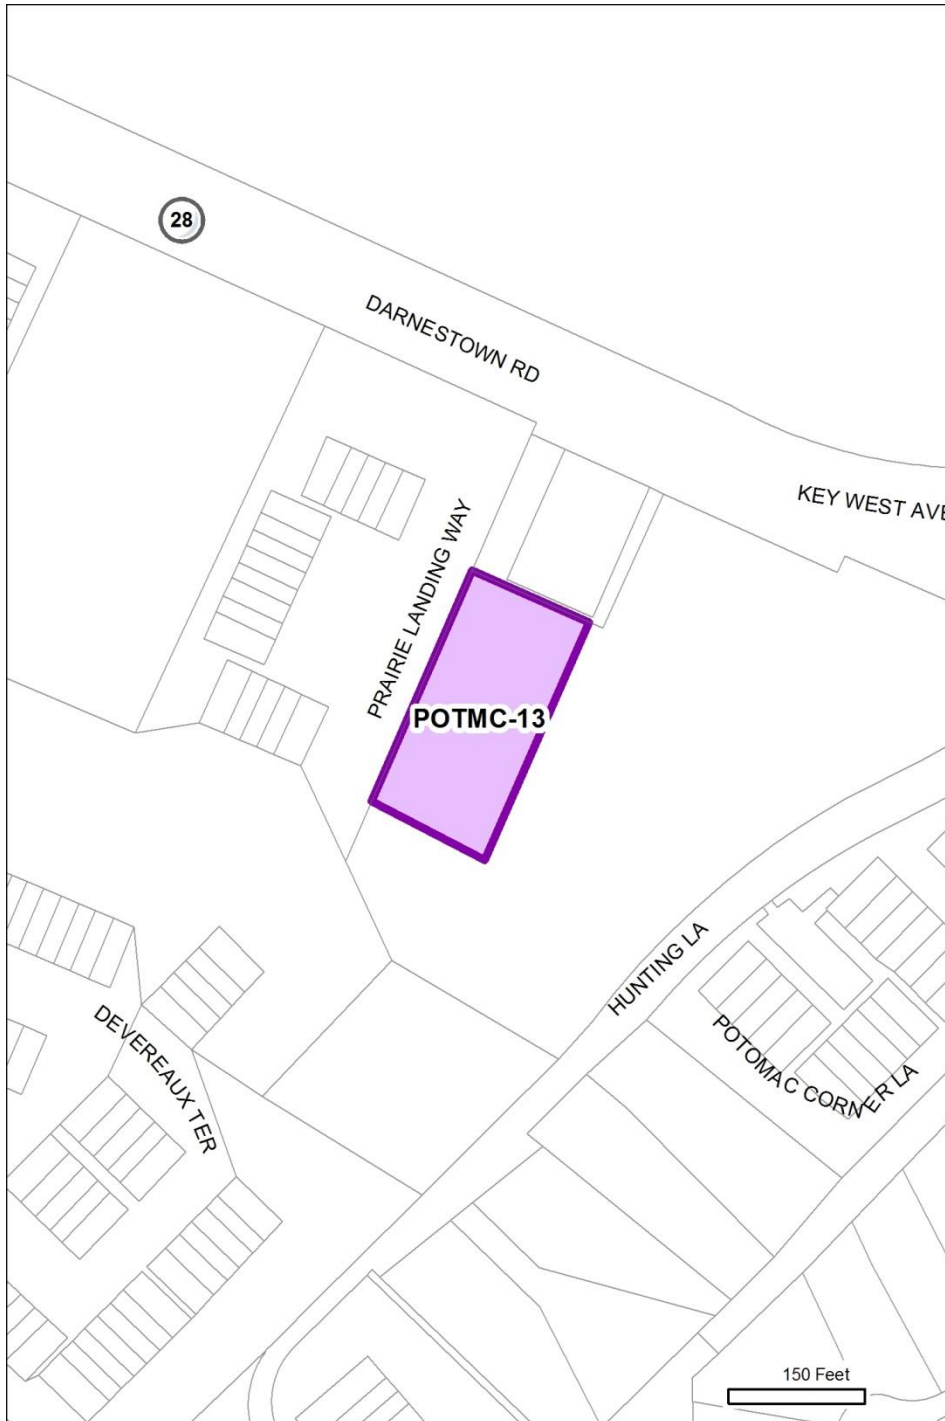 28
DARNESTOWN RD
KEY WEST AVE
PRAIRIE LANDING WAY
POTMC-13
HUNTING LA
DEVEREAUX TER
POTOMAC CORNER LA
150 Feet